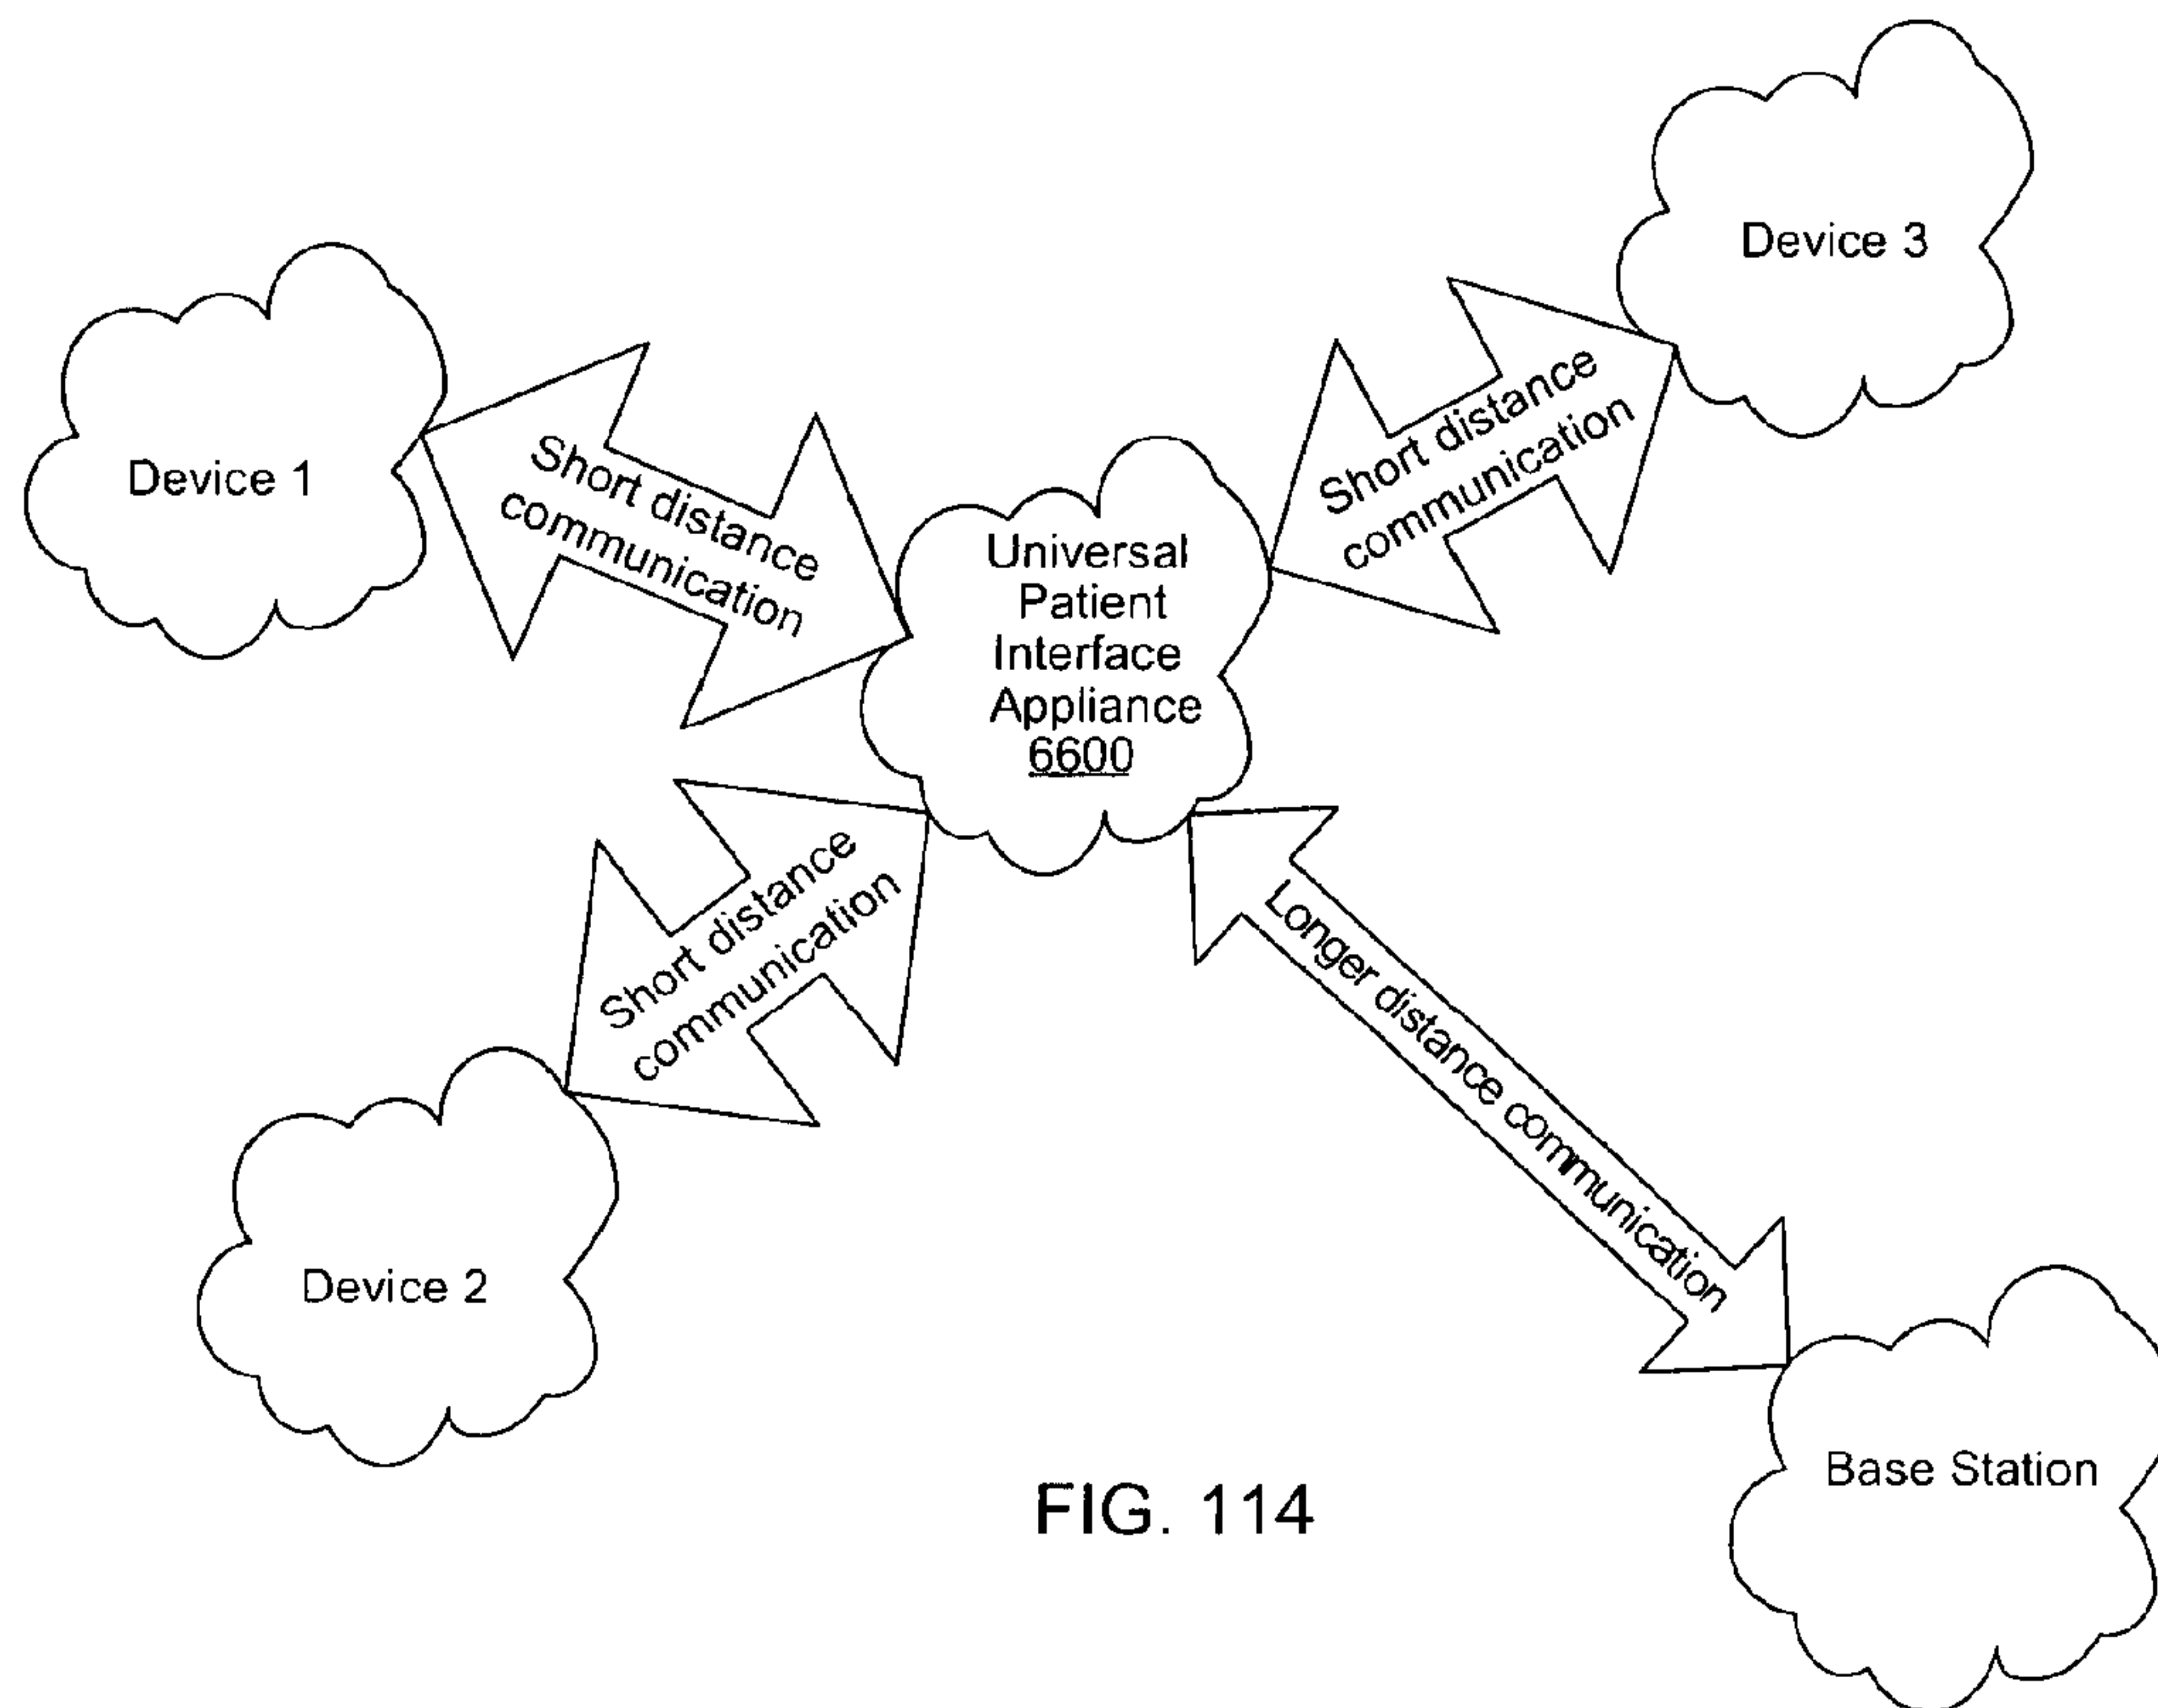 Device 3
Device 1
Short distance
communication
Short distance
communication
Universal
Patient
Interface
Appliance
6600
Short distance
communication
Longer distance communication
Device 2
Base Station
FIG. 114